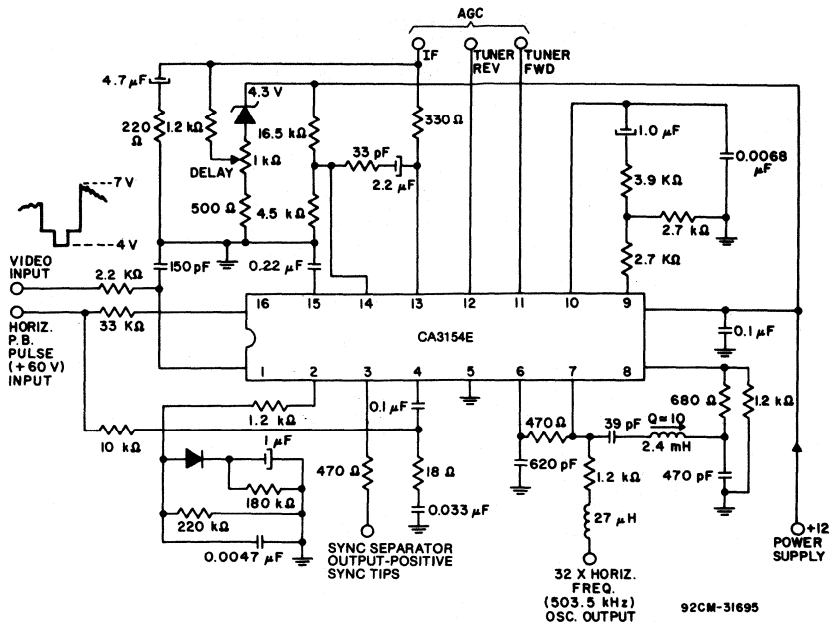 AGC
IF
TUNER
REV
TUNER
FWD
4.7 μF
4.3 V
220
Ω
1.2 kΩ
16.5 kΩ
330 Ω
1.0 μF
1 kΩ
DELAY
33 pF
2.2 μF
0.0068
μF
3.9 KΩ
7V
500 Ω
4.5 kΩ
2.7 kΩ
4V
2.7 KΩ
VIDEO
INPUT
150 pF
0.22 μF
2.2 KΩ
HORIZ.
P.B.
PULSE
(+60 V)
INPUT
33
KΩ
16
15
14
13
12
11
10
9
CA3154E
0.1 μF
1
2
3
4
5
6
7
8
1.2 kΩ
0.1 μF
680 Ω
1.2 kΩ
10 kΩ
470 Ω
39 pF
Q≈10
2.4 mH
1 μF
180 kΩ
470 Ω
18 Ω
620 pF
1.2 kΩ
470 pF
220 kΩ
0.033 μF
27 μH
0.0047 μF
SYNC SEPARATOR
OUTPUT-POSITIVE
SYNC TIPS
+12
POWER
SUPPLY
32 X HORIZ.
FREQ.
(503.5 kHz)
OSC. OUTPUT
92CM-31695